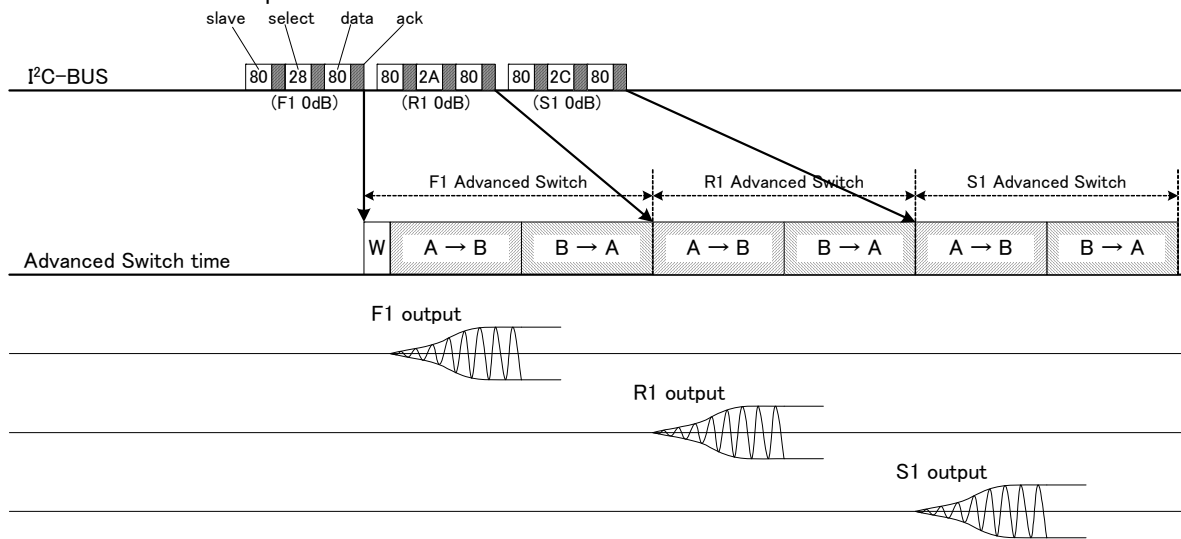 slave select data ack
I²C-BUS 80 28 80 80 2A 80 80 2C 80
(F1 0dB) (R1 0dB) (S1 0dB)
F1 Advanced Switch R1 Advanced Switch S1 Advanced Switch
Advanced Switch time W A → B B → A A → B B → A A → B B → A
F1 output
R1 output
S1 output